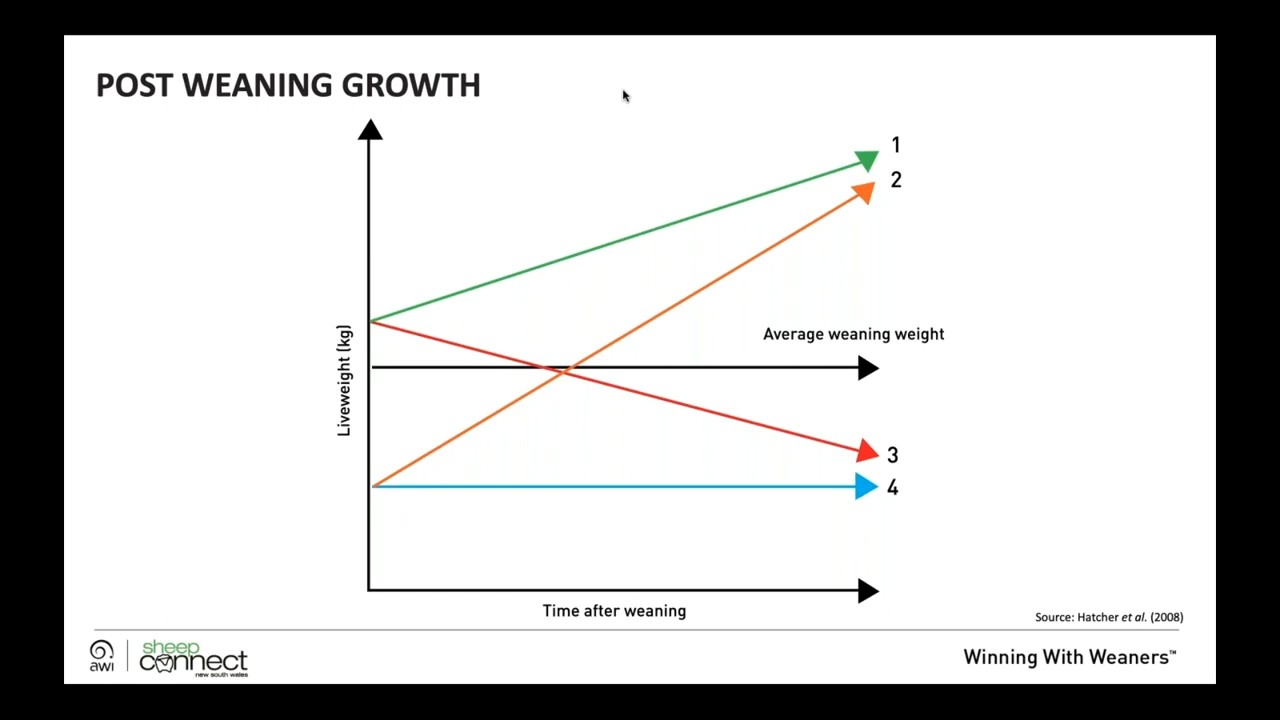 POST WEANING GROWTH
1
2
Average weaning weight
Liveweight (kg)
3
4
Time after weaning
Source: Hatcher et al. (2008)
awi
sheep
connect
new south wales
Winning With Weaners™